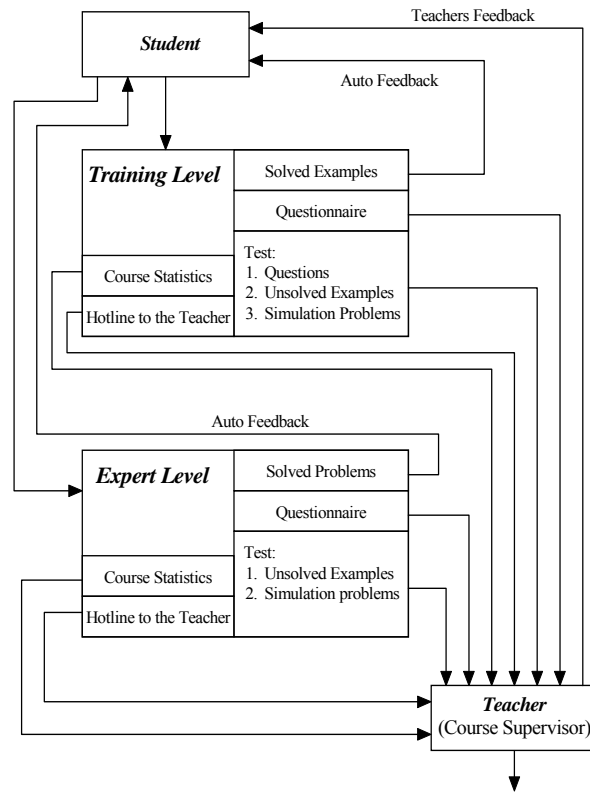 Teachers Feedback
Student
Auto Feedback
Training Level
Solved Examples
Questionnaire
Test:
1. Questions
2. Unsolved Examples
3. Simulation Problems
Course Statistics
Hotline to the Teacher
Auto Feedback
Expert Level
Solved Problems
Questionnaire
Test:
1. Unsolved Examples
2. Simulation problems
Course Statistics
Hotline to the Teacher
Teacher
(Course Supervisor)